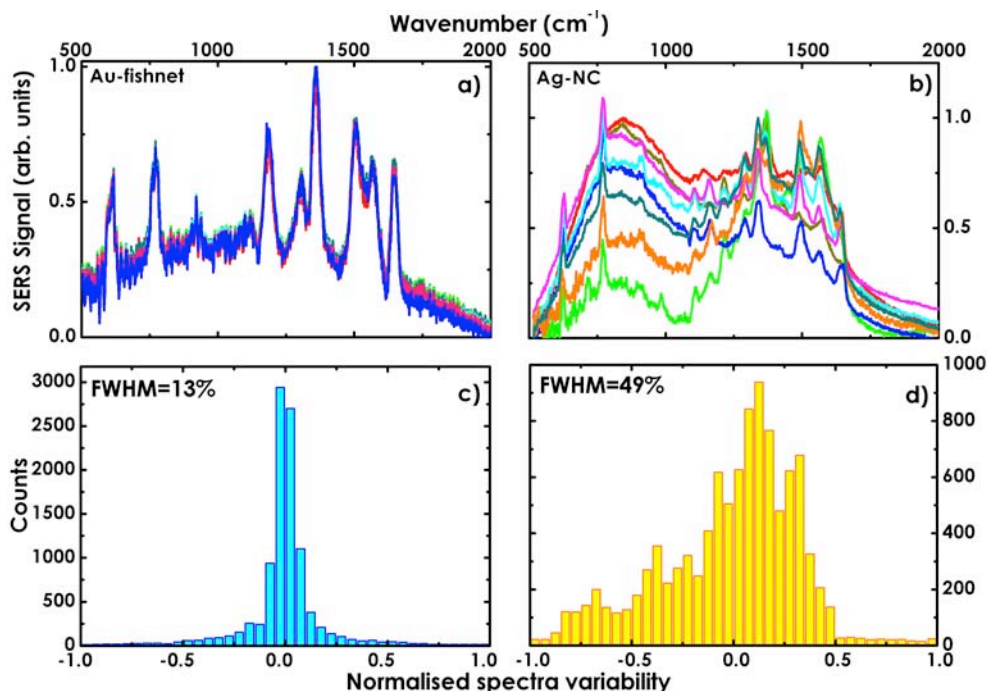 Wavenumber (cm⁻¹)
500 1000 1500 2000 500 1000 1500 2000
SERS Signal (arb. units)
1.0
0.5
0.0
Au-fishnet
a)
Ag-NC
b)
1.0
0.5
0.0
Counts
3000
2500
2000
1500
1000
500
0
FWHM=13%
c)
FWHM=49%
d)
1000
800
600
400
200
0
-1.0 -0.5 0.0 0.5 1.0 -1.0 -0.5 0.0 0.5 1.0
Normalised spectra variability